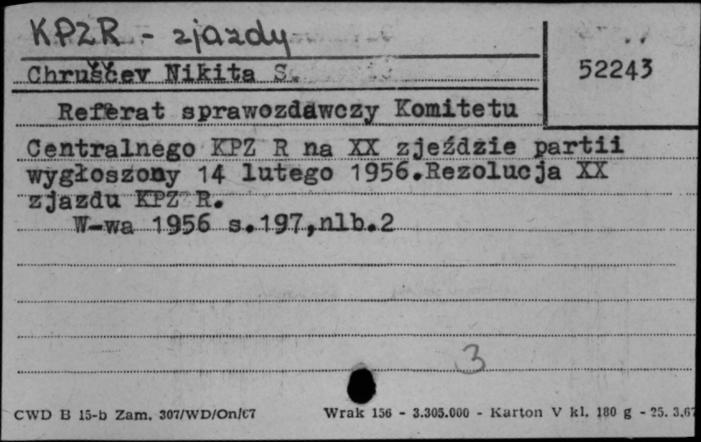 KPZR - zjazdy
Chruščev Nikita S.
52243
Referat sprawozdawczy Komitetu
Centralnego KPZ R na XX zjeździe partii
wygłoszony 14 lutego 1956.Rezolucja XX
zjazdu KPZ R.
W-wa 1956 s.197,nlb.2
3
CWD B 15-b Zam. 307/WD/On/67 Wrak 156 - 3.305.000 - Karton V kl. 180 g - 25. 3.67